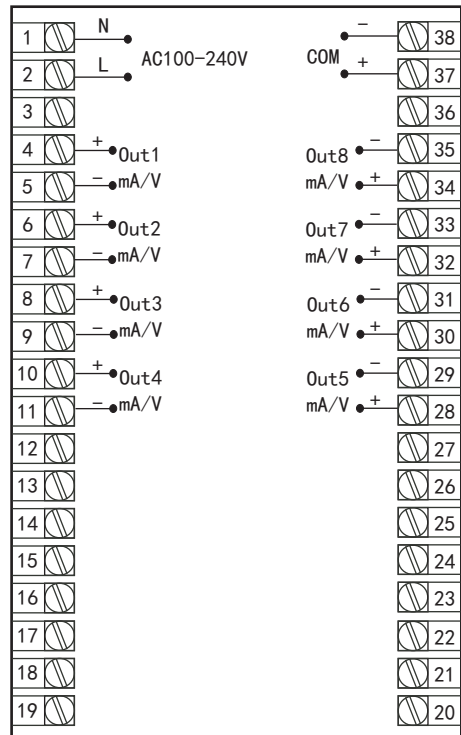 1 N - 38
2 L AC100-240V COM + 37
3 36
4 + Out1 Out8 - 35
5 - mA/V mA/V + 34
6 + Out2 Out7 - 33
7 - mA/V mA/V + 32
8 + Out3 Out6 - 31
9 - mA/V mA/V + 30
10 + Out4 Out5 - 29
11 - mA/V mA/V + 28
12 27
13 26
14 25
15 24
16 23
17 22
18 21
19 20